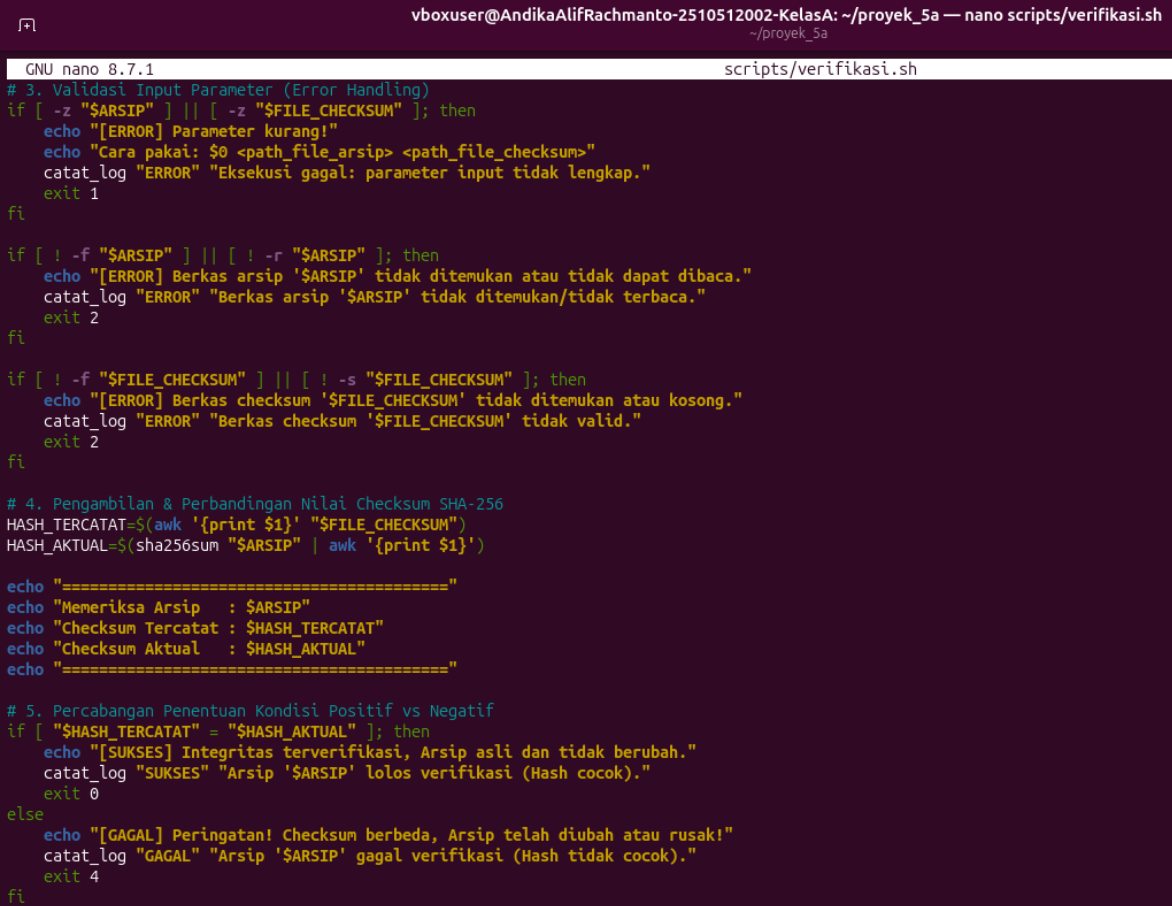 vboxuser@AndikaAlifRachmanto-2510512002-KelasA: ~/proyek_5a — nano scripts/verifikasi.sh
~/proyek_5a
GNU nano 8.7.1 scripts/verifikasi.sh
# 3. Validasi Input Parameter (Error Handling)
if [ -z "$ARSIP" ] || [ -z "$FILE_CHECKSUM" ]; then
    echo "[ERROR] Parameter kurang!"
    echo "Cara pakai: $0 <path_file_arsip> <path_file_checksum>"
    catat_log "ERROR" "Eksekusi gagal: parameter input tidak lengkap."
    exit 1
fi
if [ ! -f "$ARSIP" ] || [ ! -r "$ARSIP" ]; then
    echo "[ERROR] Berkas arsip '$ARSIP' tidak ditemukan atau tidak dapat dibaca."
    catat_log "ERROR" "Berkas arsip '$ARSIP' tidak ditemukan/tidak terbaca."
    exit 2
fi
if [ ! -f "$FILE_CHECKSUM" ] || [ ! -s "$FILE_CHECKSUM" ]; then
    echo "[ERROR] Berkas checksum '$FILE_CHECKSUM' tidak ditemukan atau kosong."
    catat_log "ERROR" "Berkas checksum '$FILE_CHECKSUM' tidak valid."
    exit 2
fi
# 4. Pengambilan & Perbandingan Nilai Checksum SHA-256
HASH_TERCATAT=$(awk '{print $1}' "$FILE_CHECKSUM")
HASH_AKTUAL=$(sha256sum "$ARSIP" | awk '{print $1}')
echo "=========================================="
echo "Memeriksa Arsip   : $ARSIP"
echo "Checksum Tercatat : $HASH_TERCATAT"
echo "Checksum Aktual   : $HASH_AKTUAL"
echo "=========================================="
# 5. Percabangan Penentuan Kondisi Positif vs Negatif
if [ "$HASH_TERCATAT" = "$HASH_AKTUAL" ]; then
    echo "[SUKSES] Integritas terverifikasi, Arsip asli dan tidak berubah."
    catat_log "SUKSES" "Arsip '$ARSIP' lolos verifikasi (Hash cocok)."
    exit 0
else
    echo "[GAGAL] Peringatan! Checksum berbeda, Arsip telah diubah atau rusak!"
    catat_log "GAGAL" "Arsip '$ARSIP' gagal verifikasi (Hash tidak cocok)."
    exit 4
fi